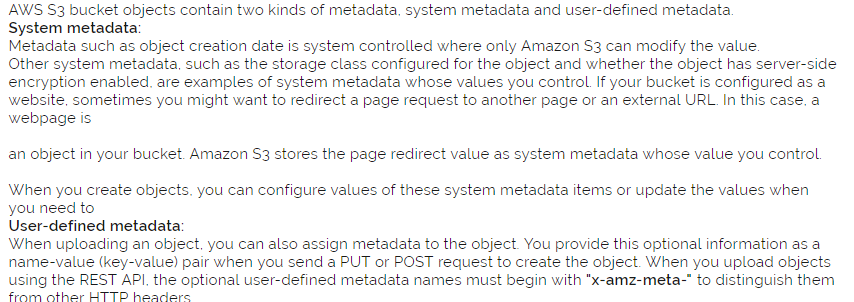 AWS S3 bucket objects contain two kinds of metadata, system metadata and user-defined metadata.
System metadata:
Metadata such as object creation date is system controlled where only Amazon S3 can modify the value.
Other system metadata, such as the storage class configured for the object and whether the object has server-side
encryption enabled, are examples of system metadata whose values you control. If your bucket is configured as a
website, sometimes you might want to redirect a page request to another page or an external URL. In this case, a
webpage is
an object in your bucket. Amazon S3 stores the page redirect value as system metadata whose value you control.
When you create objects, you can configure values of these system metadata items or update the values when
you need to
User-defined metadata:
When uploading an object, you can also assign metadata to the object. You provide this optional information as a
name-value (key-value) pair when you send a PUT or POST request to create the object. When you upload objects
using the REST API, the optional user-defined metadata names must begin with "x-amz-meta-" to distinguish them
from other HTTP headers